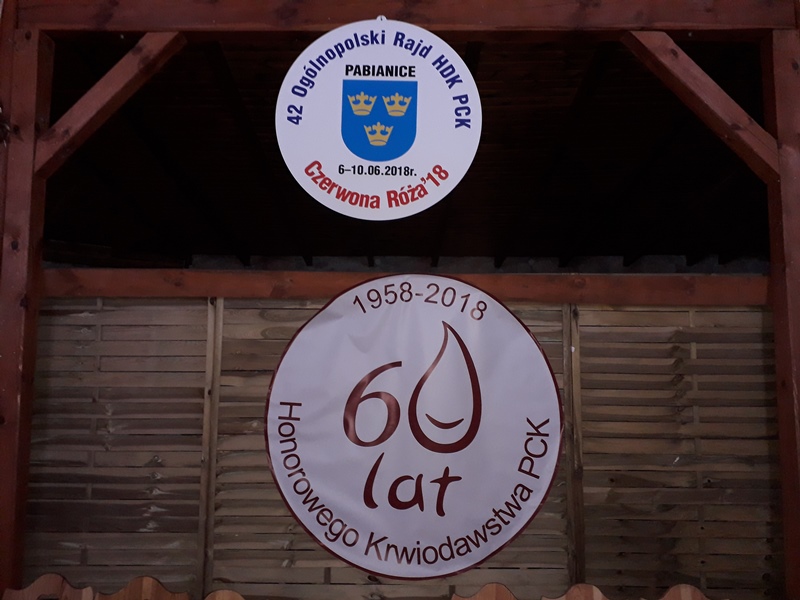 42 Ogólnopolski Rajd HDK PCK
PABIANICE
6–10.06.2018r.
Czerwona Róża'18
1958-2018
60
lat
Honorowego Krwiodawstwa PCK